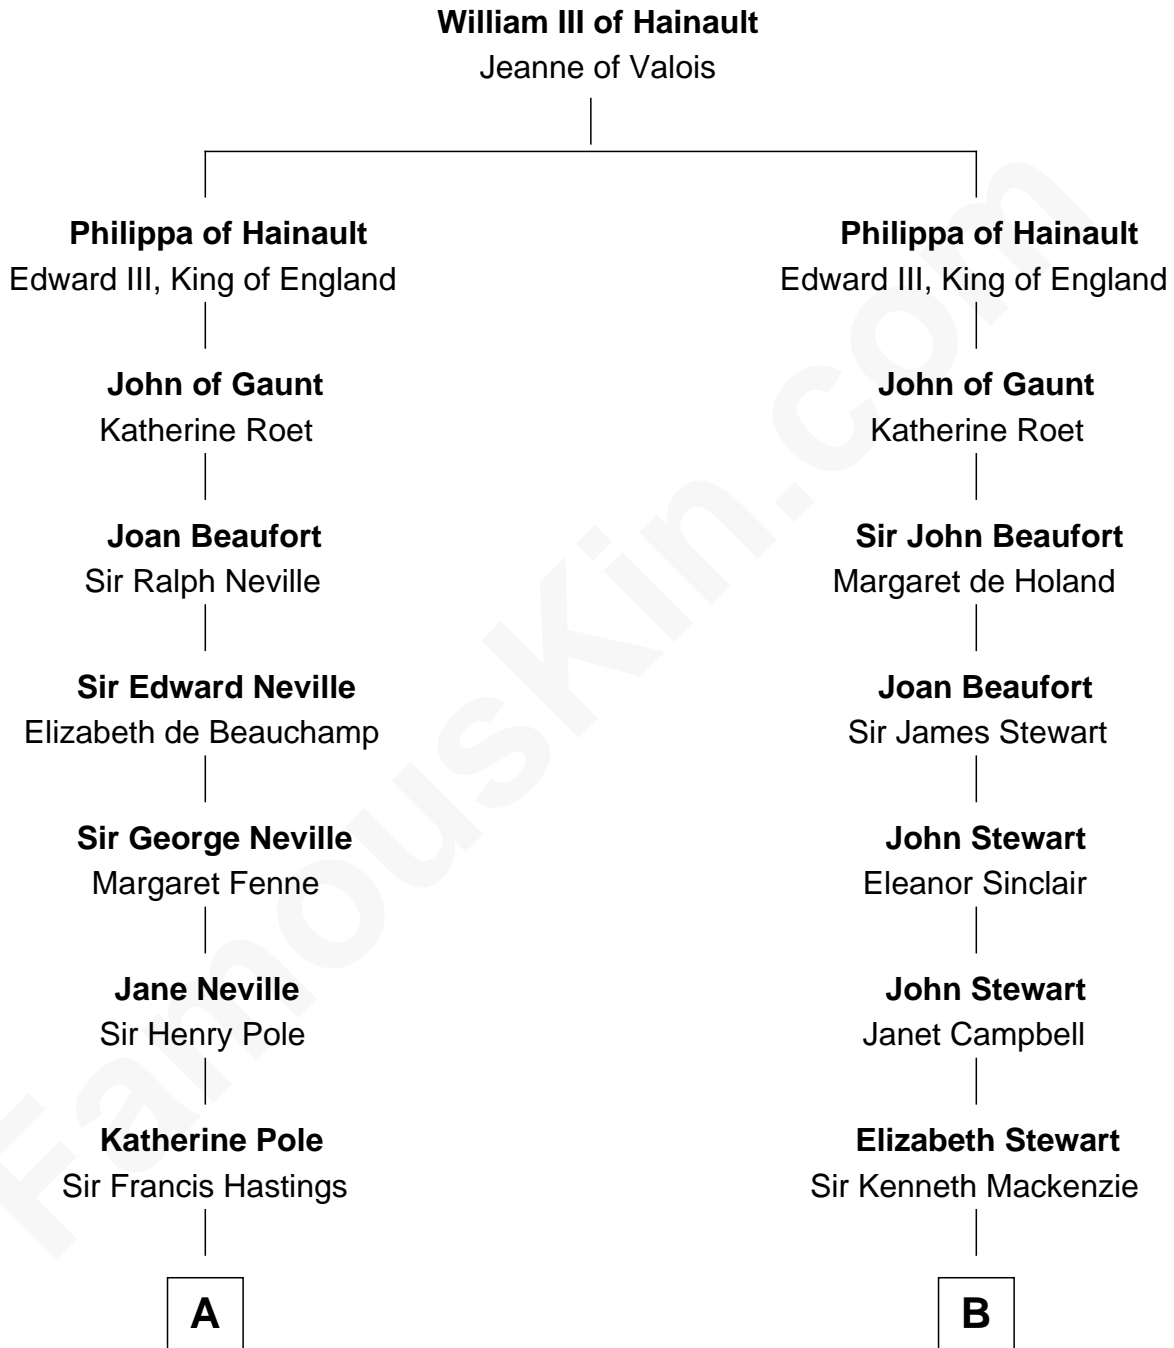 William III of Hainault
Jeanne of Valois
Philippa of Hainault
Edward III, King of England
John of Gaunt
Katherine Roet
Joan Beaufort
Sir Ralph Neville
Sir Edward Neville
Elizabeth de Beauchamp
Sir George Neville
Margaret Fenne
Jane Neville
Sir Henry Pole
Katherine Pole
Sir Francis Hastings
A
Philippa of Hainault
Edward III, King of England
John of Gaunt
Katherine Roet
Sir John Beaufort
Margaret de Holand
Joan Beaufort
Sir James Stewart
John Stewart
Eleanor Sinclair
John Stewart
Janet Campbell
Elizabeth Stewart
Sir Kenneth Mackenzie
B
FamousKin.com